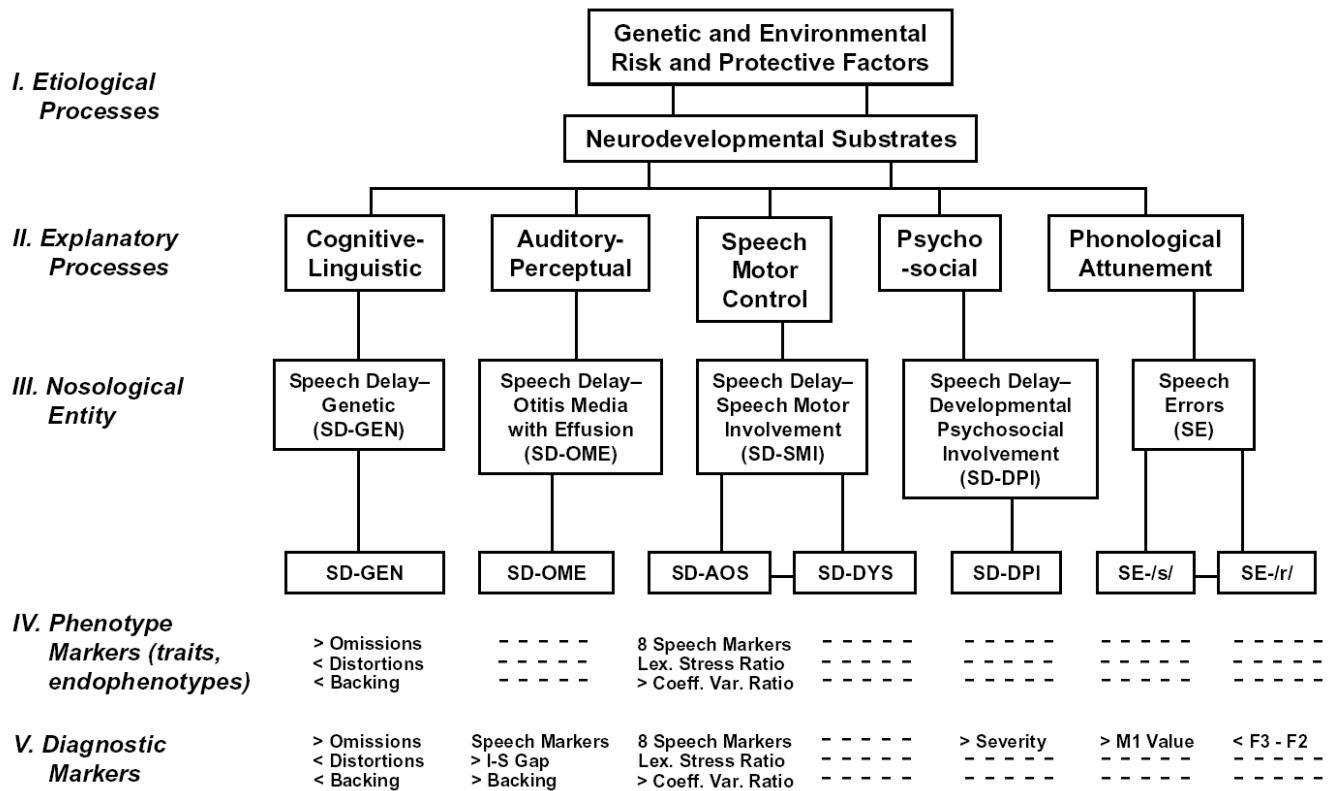 Genetic and Environmental
Risk and Protective Factors
I. Etiological
Processes
Neurodevelopmental Substrates
II. Explanatory
Processes
Cognitive-
Linguistic
Auditory-
Perceptual
Speech
Motor
Control
Psycho
-social
Phonological
Attunement
III. Nosological
Entity
Speech Delay–
Genetic
(SD-GEN)
Speech Delay–
Otitis Media
with Effusion
(SD-OME)
Speech Delay–
Speech Motor
Involvement
(SD-SMI)
Speech Delay–
Developmental
Psychosocial
Involvement
(SD-DPI)
Speech
Errors
(SE)
SD-GEN
SD-OME
SD-AOS
SD-DYS
SD-DPI
SE-/s/
SE-/r/
IV. Phenotype
Markers (traits,
endophenotypes)
> Omissions
< Distortions
< Backing
- - - - -
- - - - -
- - - - -
8 Speech Markers
Lex. Stress Ratio
> Coeff. Var. Ratio
- - - - -
- - - - -
- - - - -
- - - - -
- - - - -
- - - - -
- - - - -
- - - - -
- - - - -
- - - - -
- - - - -
- - - - -
V. Diagnostic
Markers
> Omissions
< Distortions
< Backing
Speech Markers
> I-S Gap
> Backing
8 Speech Markers
Lex. Stress Ratio
> Coeff. Var. Ratio
- - - - -
- - - - -
- - - - -
> Severity
- - - - -
- - - - -
> M1 Value
- - - - -
- - - - -
< F3 - F2
- - - - -
- - - - -